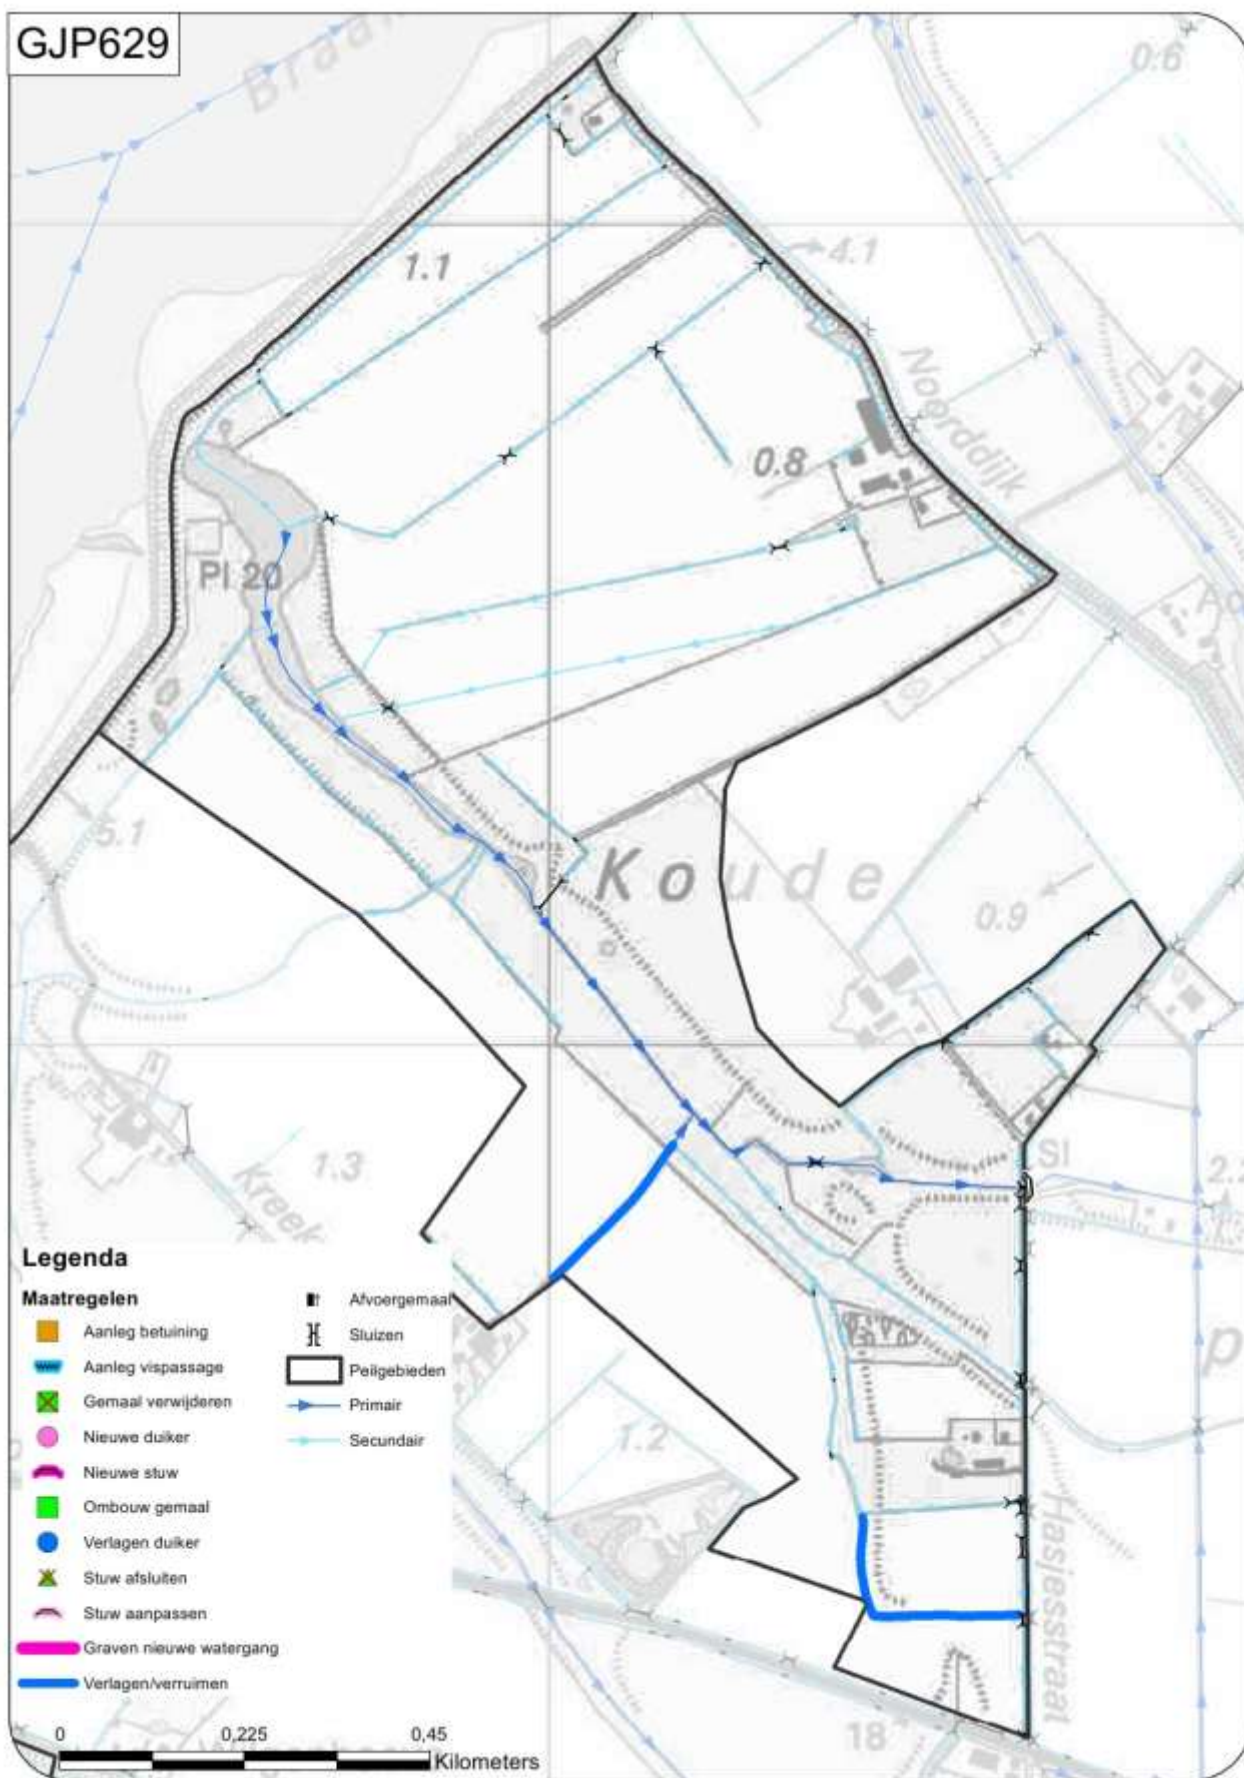 GJP629
Braa
0.6
1.1
4.1
Noorddijk
0.8
Pl 20
Ko
5.1
Koude
0.9
1.3
Kreek
SI
2.2
p
1.2
Hasjesstraat
18
Legenda
Maatregelen
Aanleg betuining
Aanleg vispassage
Gemaal verwijderen
Nieuwe duiker
Nieuwe stuw
Ombouw gemaal
Verlagen duiker
Stuw afsluiten
Stuw aanpassen
Graven nieuwe watergang
Verlagen/verruimen
Afvoergemaal
Sluizen
Peilgebieden
Primair
Secundair
0 0,225 0,45
Kilometers